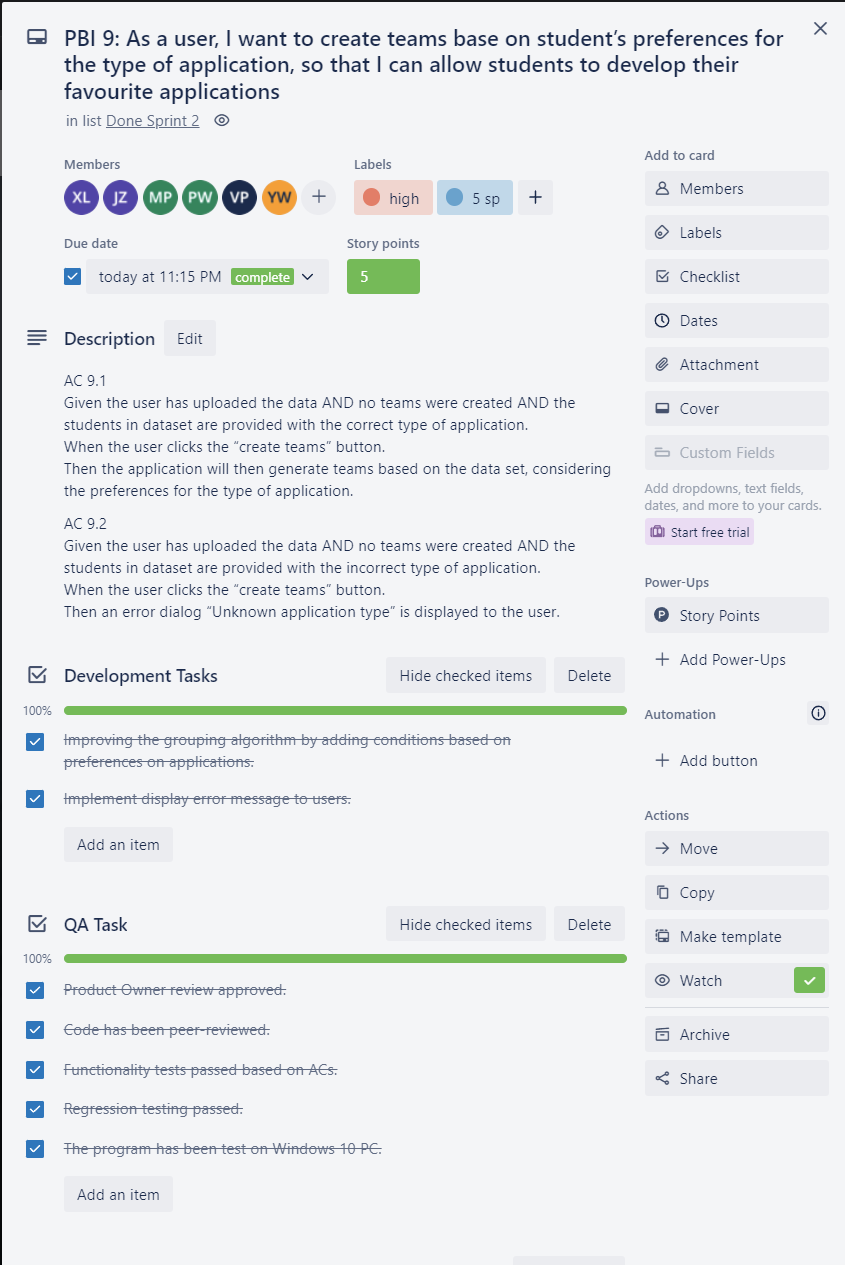 PBI 9: As a user, I want to create teams base on student’s preferences for
the type of application, so that I can allow students to develop their
favourite applications
in list Done Sprint 2
Members
XL JZ MP PW VP YW
Labels
high 5 sp
Due date
today at 11:15 PM complete
Story points
5
Description Edit
AC 9.1
Given the user has uploaded the data AND no teams were created AND the
students in dataset are provided with the correct type of application.
When the user clicks the “create teams” button.
Then the application will then generate teams based on the data set, considering
the preferences for the type of application.
AC 9.2
Given the user has uploaded the data AND no teams were created AND the
students in dataset are provided with the incorrect type of application.
When the user clicks the “create teams” button.
Then an error dialog “Unknown application type” is displayed to the user.
Development Tasks Hide checked items Delete
100%
Improving the grouping algorithm by adding conditions based on
preferences on applications.
Implement display error message to users.
Add an item
QA Task Hide checked items Delete
100%
Product Owner review approved.
Code has been peer-reviewed.
Functionality tests passed based on ACs.
Regression testing passed.
The program has been test on Windows 10 PC.
Add an item
Add to card
Members
Labels
Checklist
Dates
Attachment
Cover
Custom Fields
Add dropdowns, text fields,
dates, and more to your cards.
Start free trial
Power-Ups
P Story Points
+ Add Power-Ups
Automation
+ Add button
Actions
Move
Copy
Make template
Watch
Archive
Share